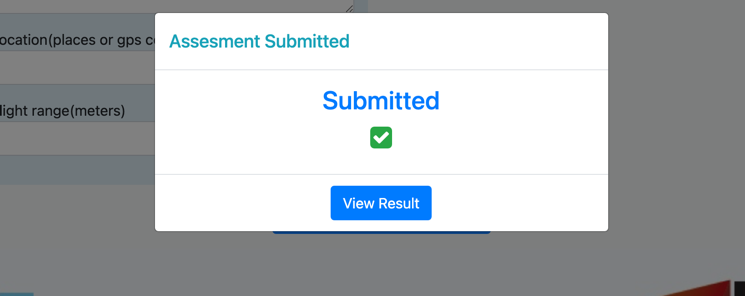 Assesment Submitted
ocation(places or gps c
Submitted
light range(meters)
View Result